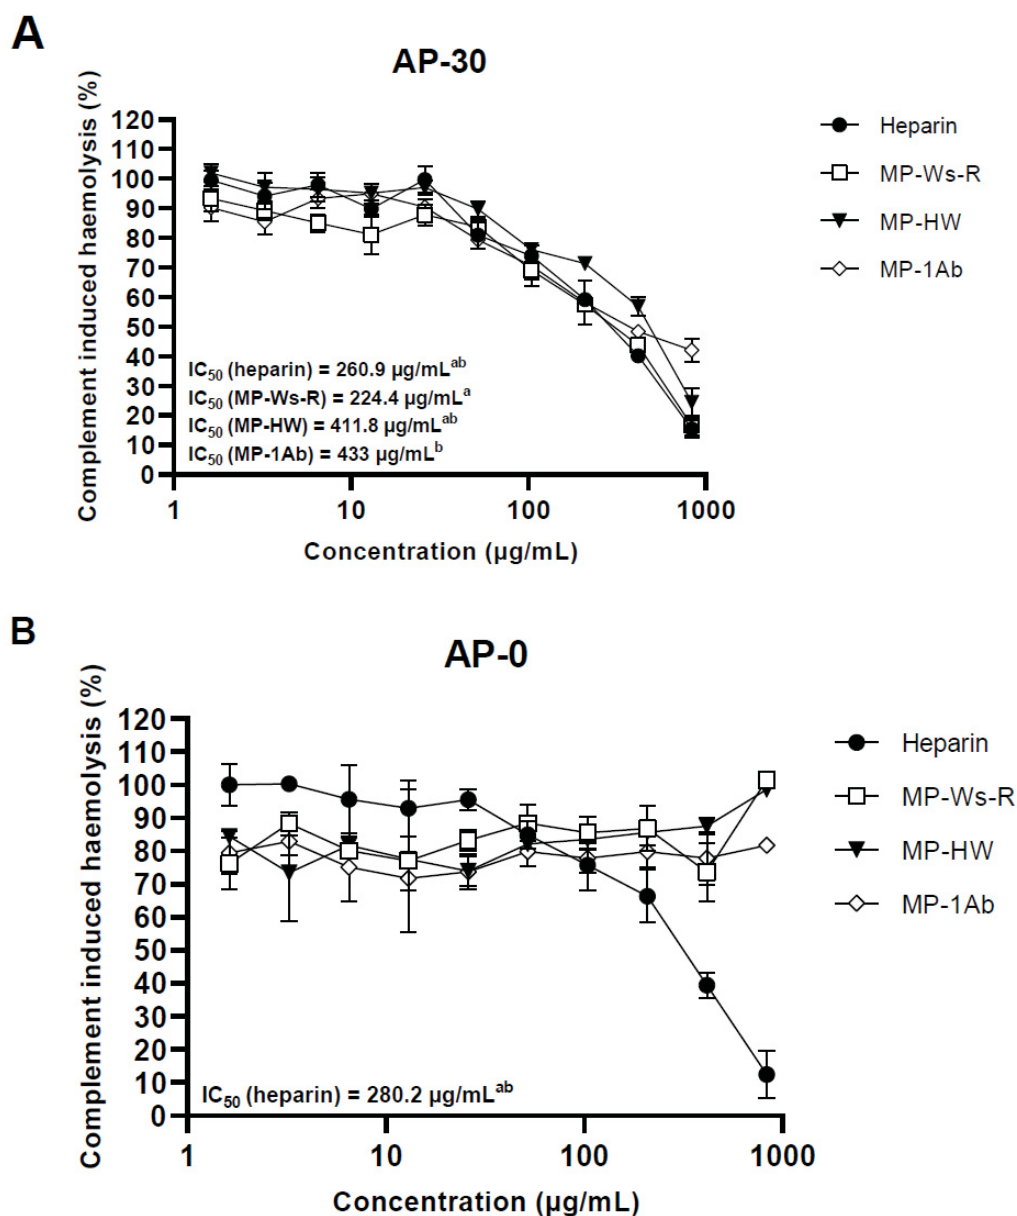 A
AP-30
Complement induced haemolysis (%)
120
110
100
90
80
70
60
50
40
30
20
10
0
IC50 (heparin) = 260.9 µg/mLab
IC50 (MP-Ws-R) = 224.4 µg/mLa
IC50 (MP-HW) = 411.8 µg/mLab
IC50 (MP-1Ab) = 433 µg/mLb
1 10 100 1000
Concentration (µg/mL)
Heparin
MP-Ws-R
MP-HW
MP-1Ab
B
AP-0
Complement induced haemolysis (%)
120
110
100
90
80
70
60
50
40
30
20
10
0
IC50 (heparin) = 280.2 µg/mLab
1 10 100 1000
Concentration (µg/mL)
Heparin
MP-Ws-R
MP-HW
MP-1Ab